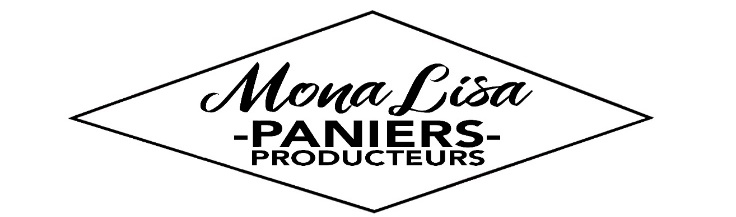 Mona Lisa
-PANIERS-
PRODUCTEURS